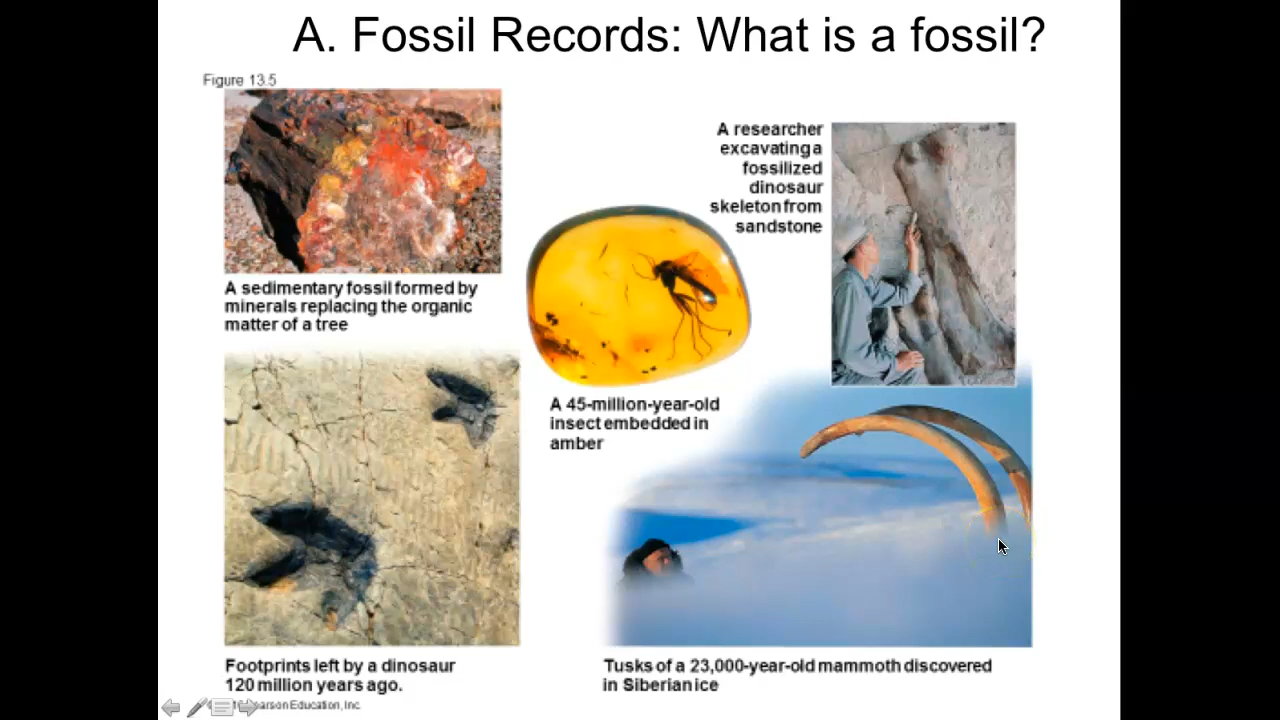 A. Fossil Records: What is a fossil?
Figure 13.5
A sedimentary fossil formed by
minerals replacing the organic
matter of a tree
A researcher
excavating a
fossilized
dinosaur
skeleton from
sandstone
A 45-million-year-old
insect embedded in
amber
Footprints left by a dinosaur
120 million years ago.
Tusks of a 23,000-year-old mammoth discovered
in Siberian ice
Education, Inc.